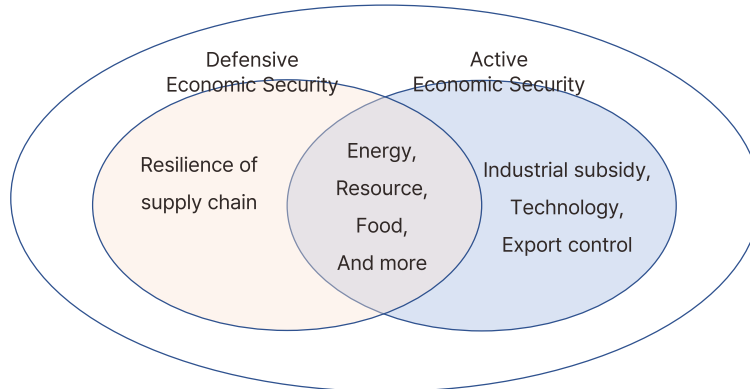 Defensive
Economic Security
Active
Economic Security
Resilience of
supply chain
Energy,
Resource,
Food,
And more
Industrial subsidy,
Technology,
Export control